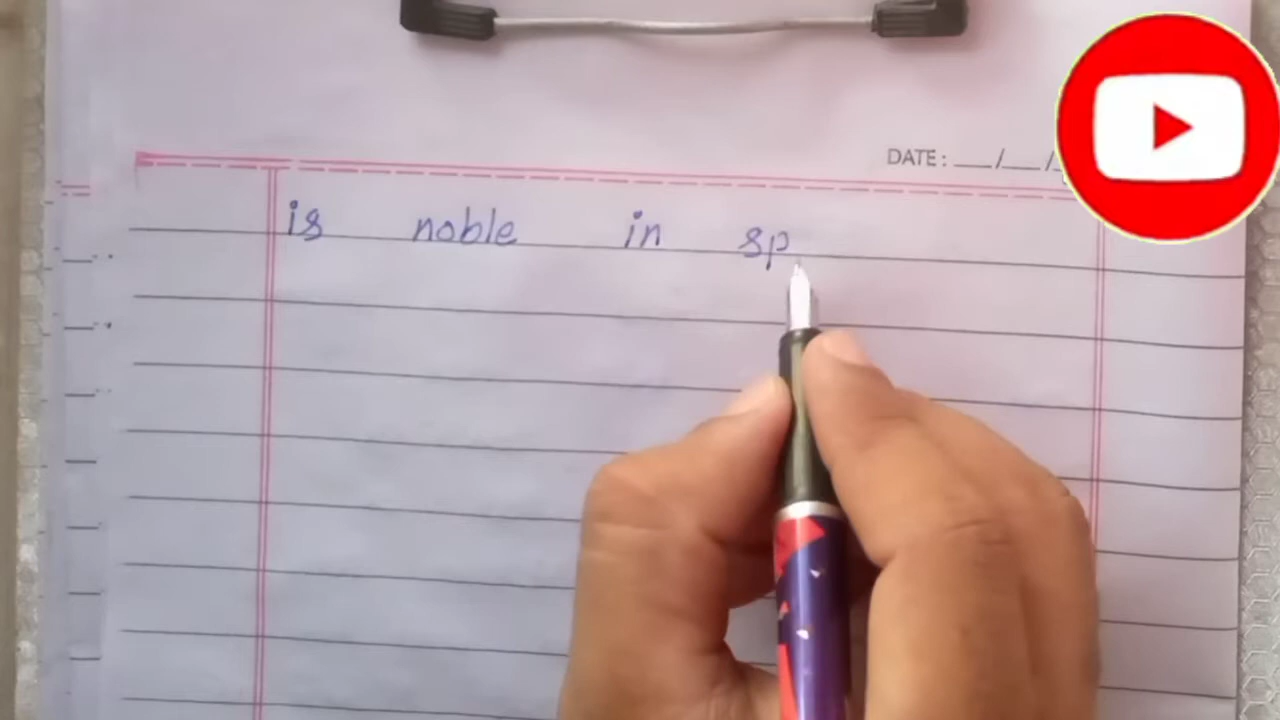 DATE : __/__/
is noble in sp